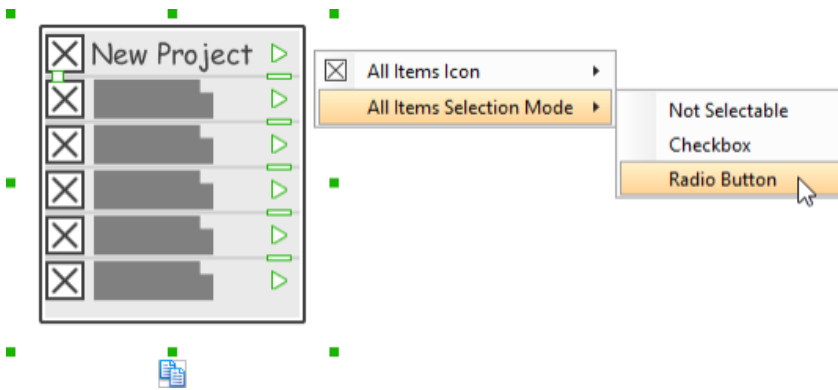 New Project
All Items Icon
All Items Selection Mode
Not Selectable
Checkbox
Radio Button